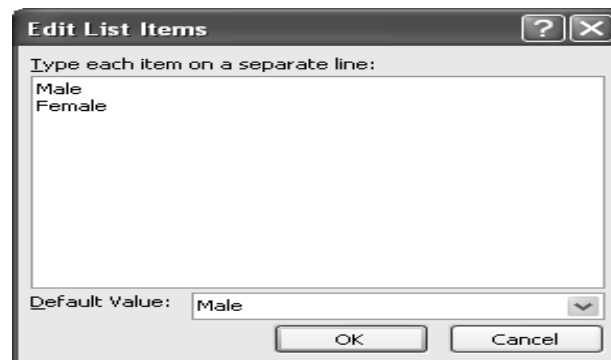 Edit List Items
Type each item on a separate line:
Male
Female
Default Value: Male
OK Cancel